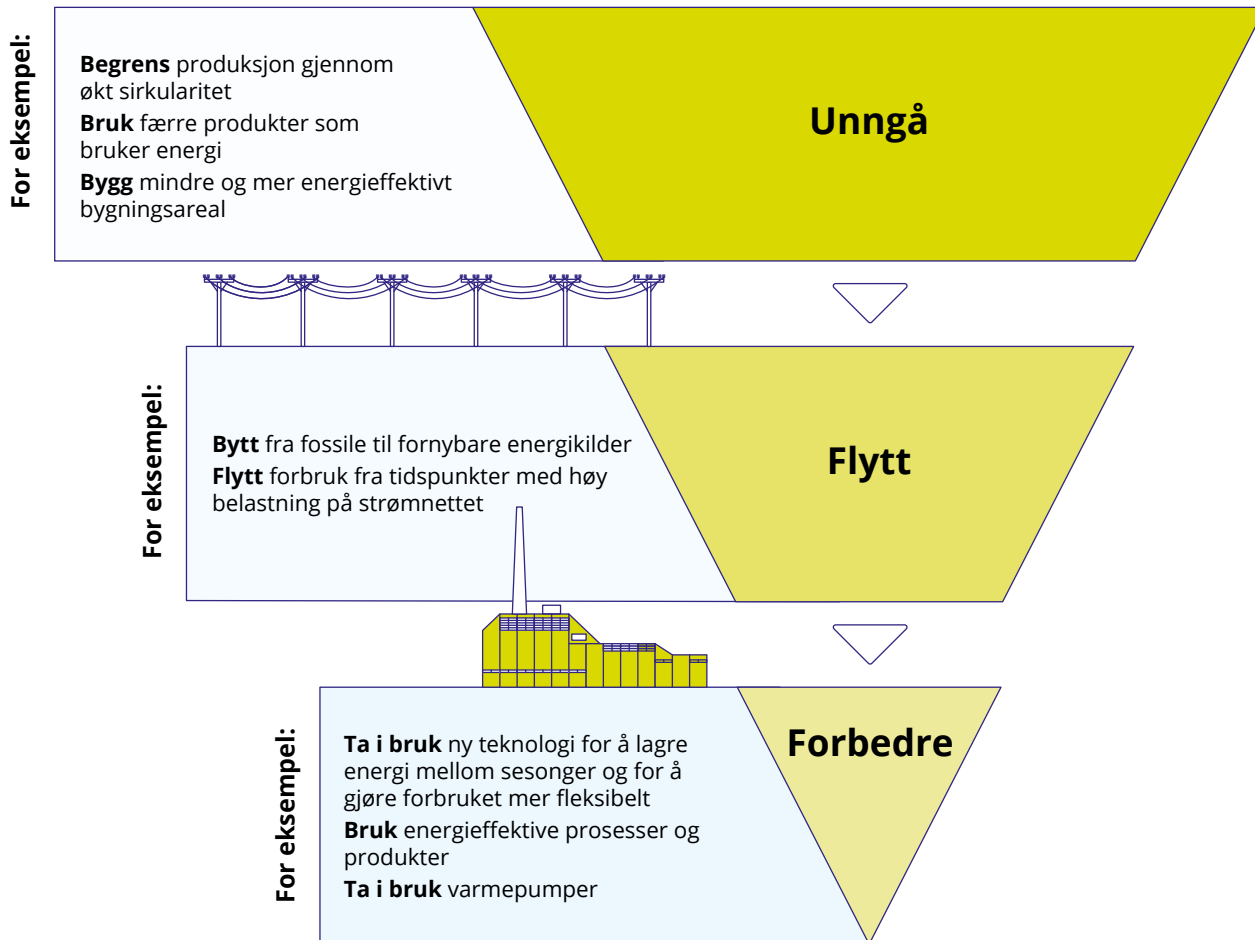 For eksempel:
Begrens produksjon gjennom
økt sirkularitet
Bruk færre produkter som
bruker energi
Bygg mindre og mer energieffektivt
bygningsareal
Unngå
For eksempel:
Bytt fra fossile til fornybare energikilder
Flytt forbruk fra tidspunkter med høy
belastning på strømnettet
Flytt
For eksempel:
Ta i bruk ny teknologi for å lagre
energi mellom sesonger og for å
gjøre forbruket mer fleksibelt
Bruk energieffektive prosesser og
produkter
Ta i bruk varmepumper
Forbedre